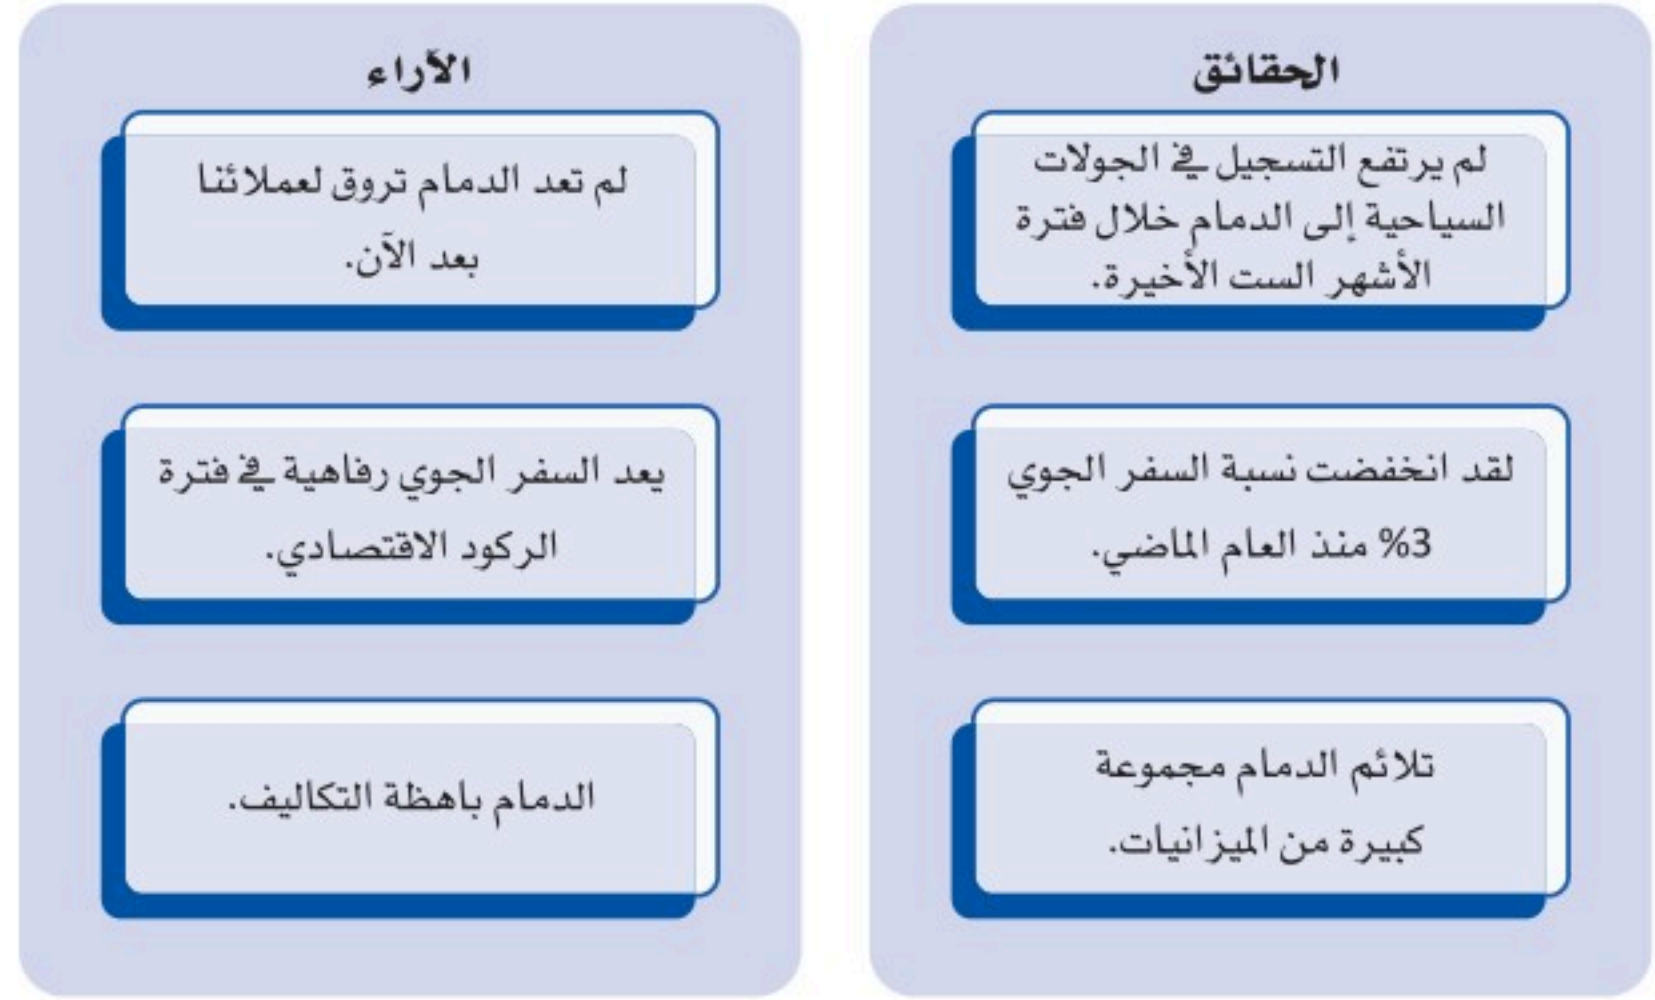 الحقائق
لم يرتفع التسجيل في الجولات
السياحية إلى الدمام خلال فترة
الأشهر الست الأخيرة.
لقد انخفضت نسبة السفر الجوي
3% منذ العام الماضي.
تلائم الدمام مجموعة
كبيرة من الميزانيات.
الآراء
لم تعد الدمام تروق لعملائنا
بعد الآن.
يعد السفر الجوي رفاهية في فترة
الركود الاقتصادي.
الدمام باهظة التكاليف.